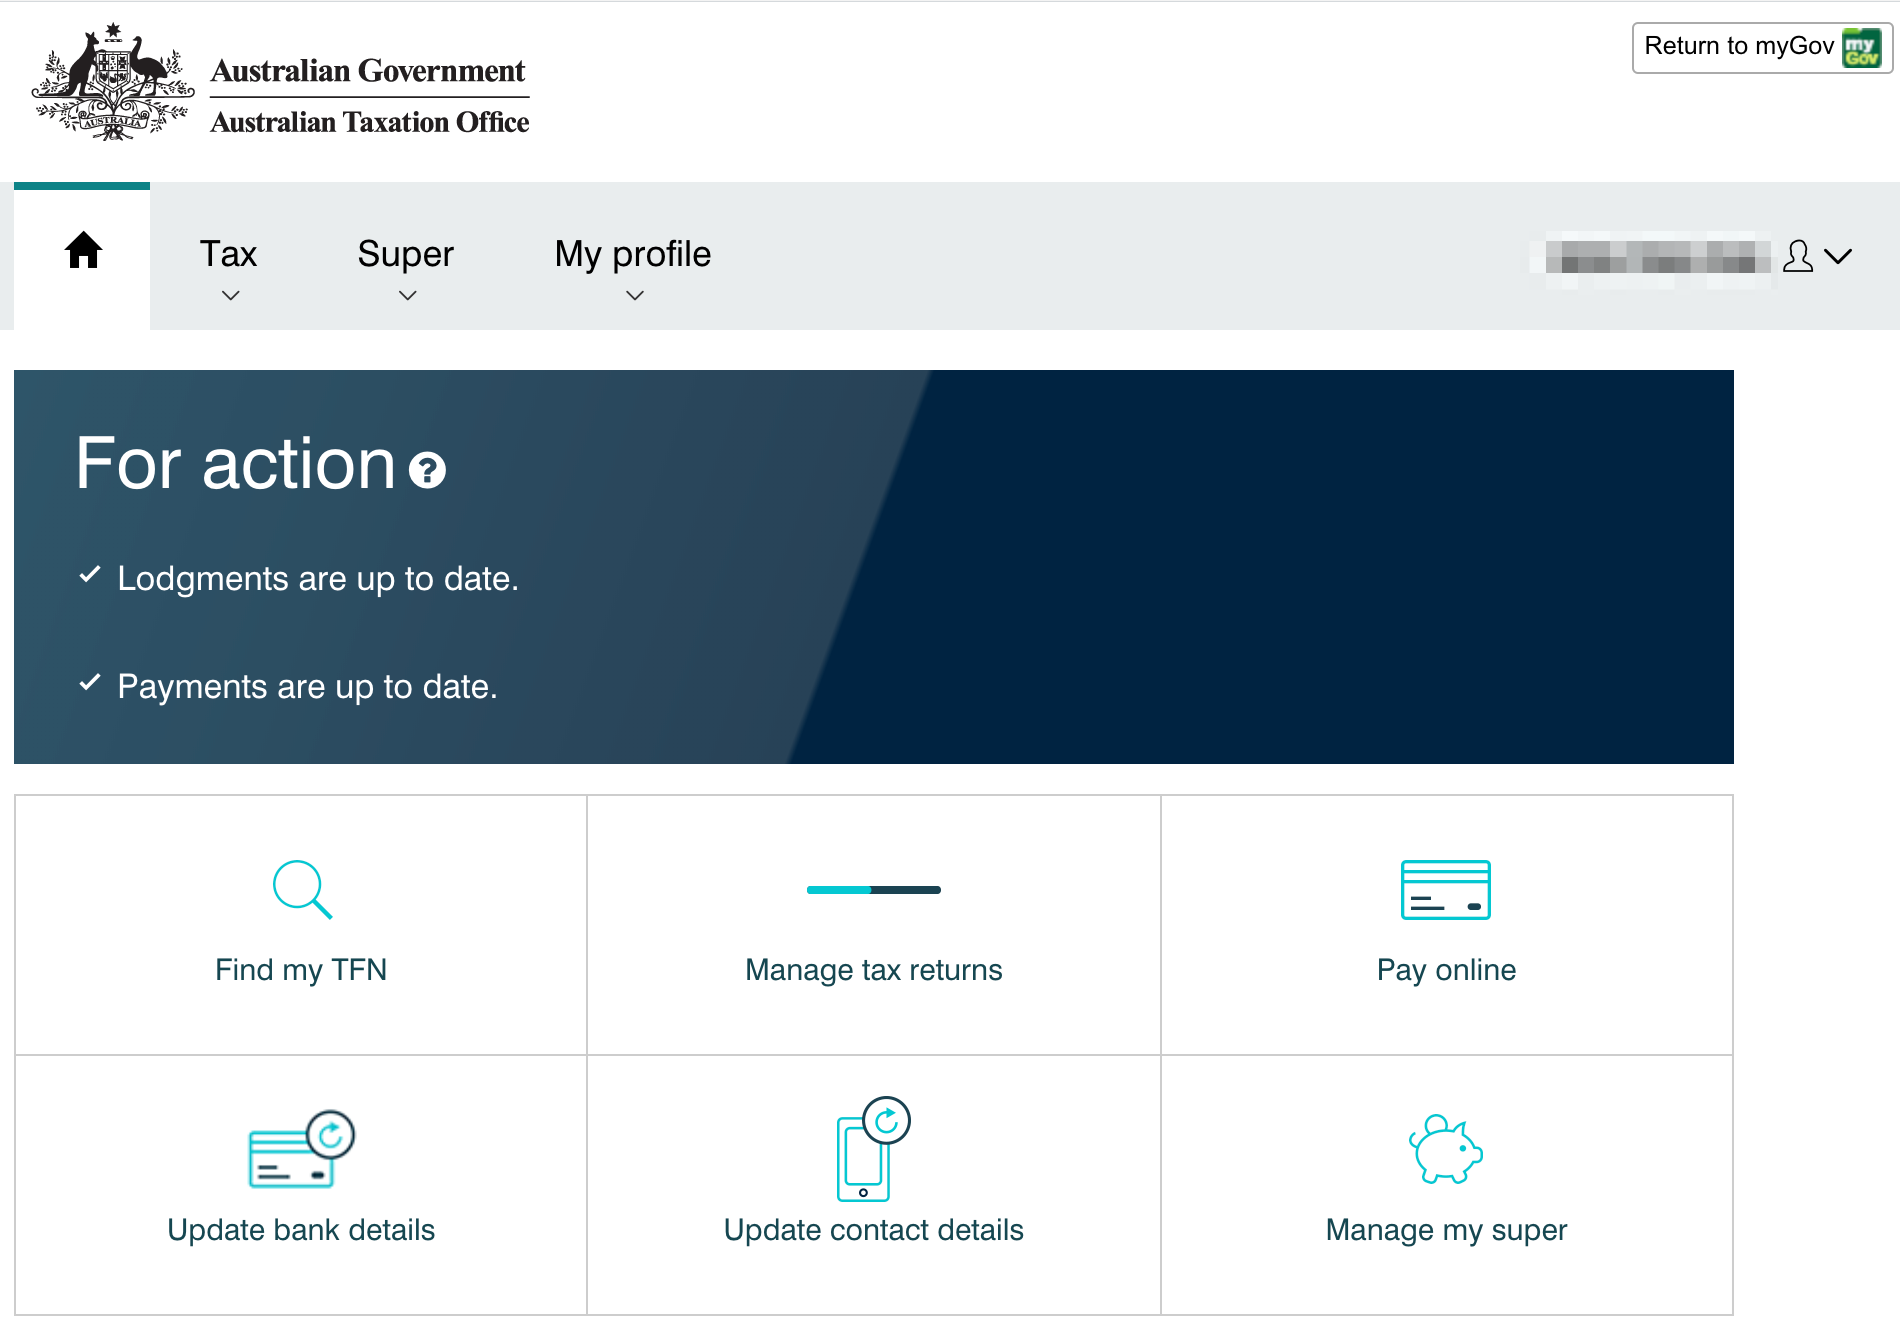 Australian Government
Australian Taxation Office
AUSTRALIA
Return to myGov
my
Gov
Tax
Super
My profile
For action
?
Lodgments are up to date.
Payments are up to date.
Find my TFN
Manage tax returns
Pay online
Update bank details
Update contact details
Manage my super